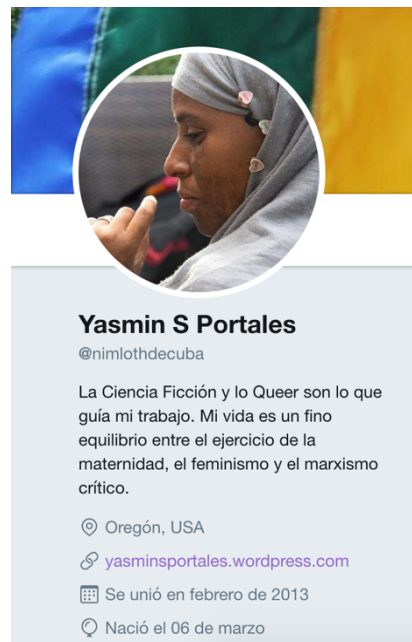 Yasmin S Portales
@nimlothdecuba
La Ciencia Ficción y lo Queer son lo que
guía mi trabajo. Mi vida es un fino
equilibrio entre el ejercicio de la
maternidad, el feminismo y el marxismo
crítico.
Oregón, USA
yasminsportales.wordpress.com
Se unió en febrero de 2013
Nació el 06 de marzo